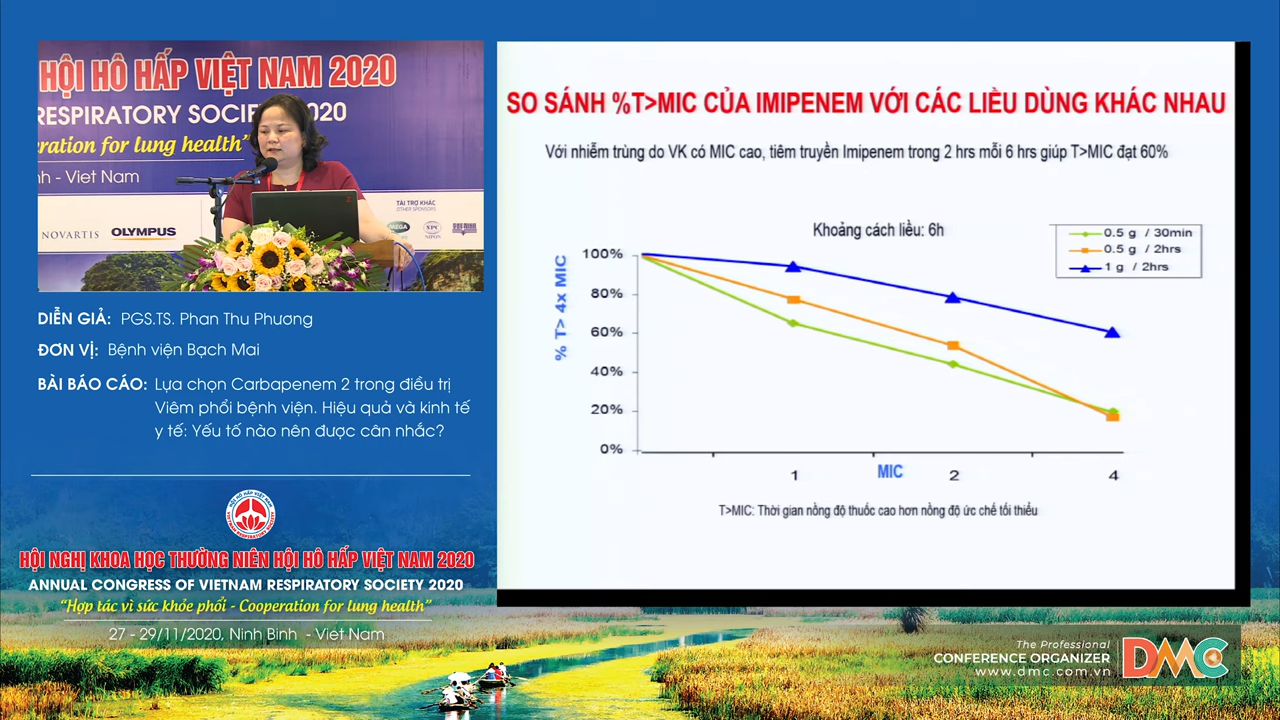 HỘI HÔ HẤP VIỆT NAM 2020
RESPIRATORY SOCIETY 2020
ration for lung health"
nh - Viet Nam
TÀI TRỢ KHÁC
OTHER SPONSORS
NOVARTIS
OLYMPUS
DIỄN GIẢ: PGS.TS. Phan Thu Phương
ĐƠN VỊ: Bệnh viện Bạch Mai
BÀI BÁO CÁO: Lựa chọn Carbapenem 2 trong điều trị
Viêm phổi bệnh viện. Hiệu quả và kinh tế
y tế: Yếu tố nào nên được cân nhắc?
HỘI NGHỊ KHOA HỌC THƯỜNG NIÊN HỘI HÔ HẤP VIỆT NAM 2020
ANNUAL CONGRESS OF VIETNAM RESPIRATORY SOCIETY 2020
"Hợp tác vì sức khỏe phổi - Cooperation for lung health"
27 - 29/11/2020, Ninh Binh - Viet Nam
SO SÁNH %T>MIC CỦA IMIPENEM VỚI CÁC LIỀU DÙNG KHÁC NHAU
Với nhiễm trùng do VK có MIC cao, tiêm truyền Imipenem trong 2 hrs mỗi 6 hrs giúp T>MIC đạt 60%
Khoảng cách liều: 6h
0.5 g / 30min
0.5 g / 2hrs
1 g / 2hrs
% T> 4x MIC
100%
80%
60%
40%
20%
0%
1
MIC
2
4
T>MIC: Thời gian nồng độ thuốc cao hơn nồng độ ức chế tối thiểu
The Professional
CONFERENCE ORGANIZER
www.dmc.com.vn
DMC